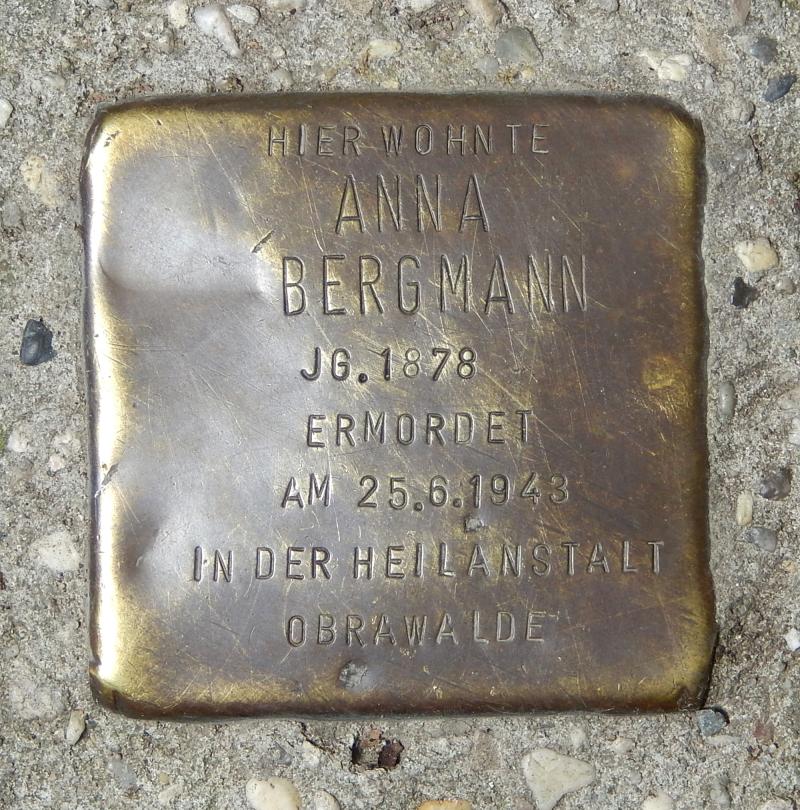 HIER WOHNTE
ANNA
BERGMANN
JG. 1878
ERMORDET
AM 25.6.1943
IN DER HEILANSTALT
OBRAWALDE